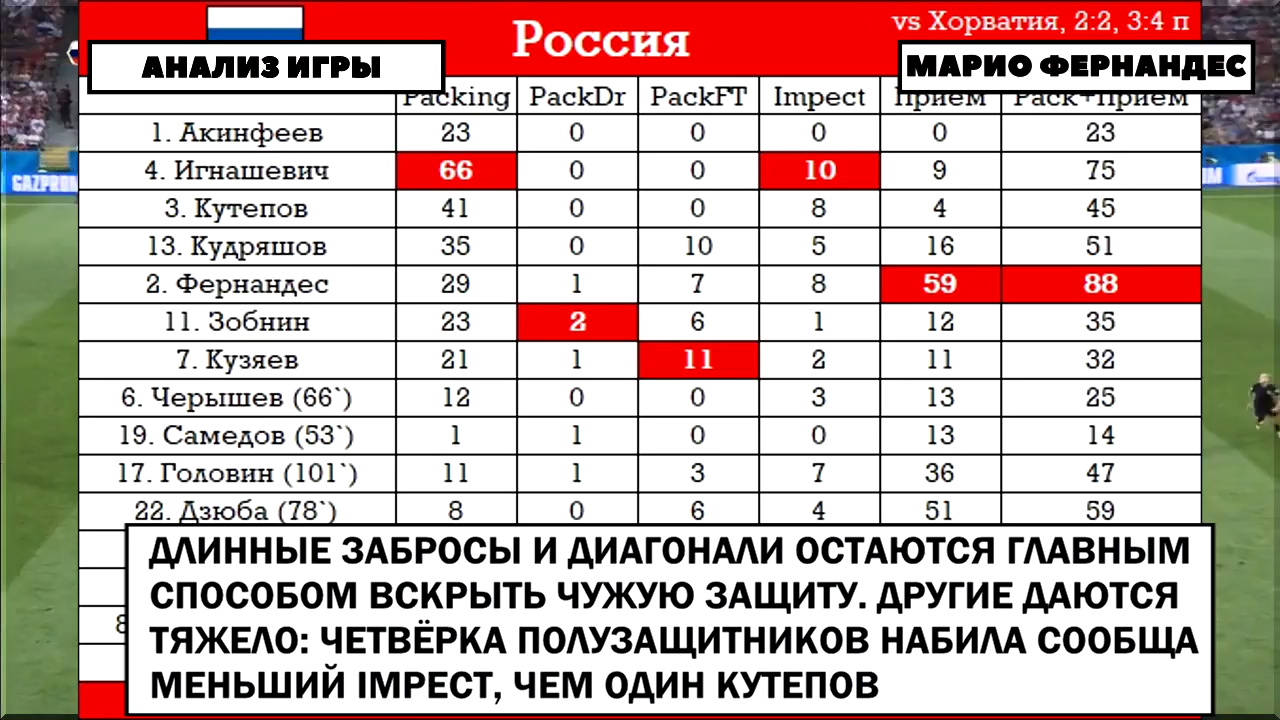 Россия
vs Хорватия, 2:2, 3:4 п
АНАЛИЗ ИГРЫ
МАРИО ФЕРНАНДЕС
Packing PackDr PackFT Impect прием Pack+прием
1. Акинфеев 23 0 0 0 0 23
4. Игнашевич 66 0 0 10 9 75
3. Кутепов 41 0 0 8 4 45
13. Кудряшов 35 0 10 5 16 51
2. Фернандес 29 1 7 8 59 88
11. Зобнин 23 2 6 1 12 35
7. Кузяев 21 1 11 2 11 32
6. Черышев (66`) 12 0 0 3 13 25
19. Самедов (53`) 1 1 0 0 13 14
17. Головин (101`) 11 1 3 7 36 47
22. Дзюба (78`) 8 0 6 4 51 59
ДЛИННЫЕ ЗАБРОСЫ И ДИАГОНАЛИ ОСТАЮТСЯ ГЛАВНЫМ
СПОСОБОМ ВСКРЫТЬ ЧУЖУЮ ЗАЩИТУ. ДРУГИЕ ДАЮТСЯ
ТЯЖЕЛО: ЧЕТВЁРКА ПОЛУЗАЩИТНИКОВ НАБИЛА СООБЩА
МЕНЬШИЙ IMPECT, ЧЕМ ОДИН КУТЕПОВ